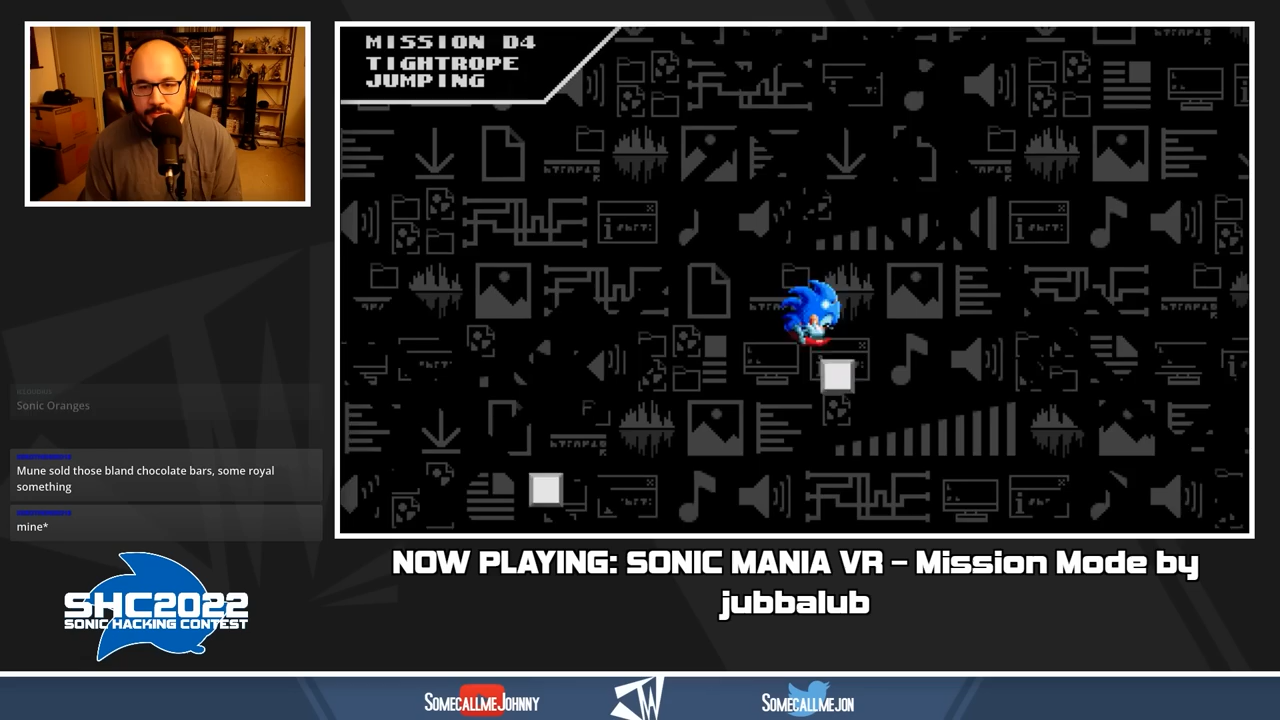 MISSION D4
TIGHTROPE
JUMPING
Sonic Oranges
Mune sold those bland chocolate bars, some royal
something
mine*
NOW PLAYING: SONIC MANIA VR - Mission Mode by
jubbalub
SHC2022
SONIC HACKING CONTEST
SOMECALLMEJOHNNY
SOMECALLMEJON